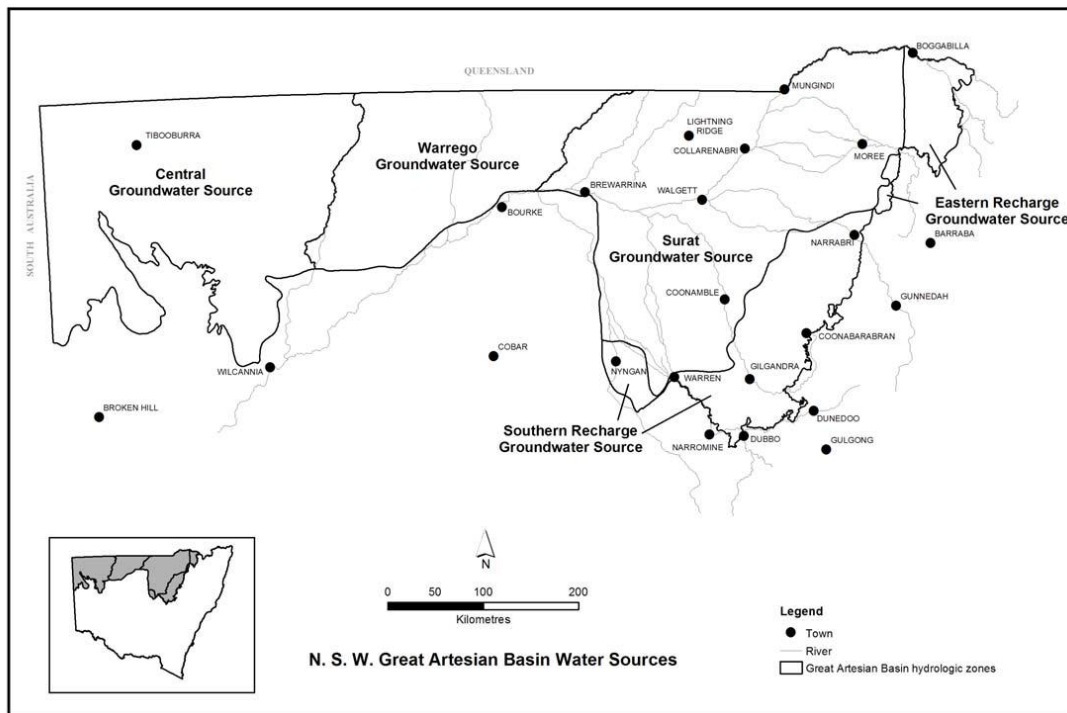 BOGGABILLA
QUEENSLAND
MUNGINDI
TIBOOBURRA
LIGHTNING
RIDGE
COLLARENABRI
MOREE
Central
Groundwater Source
Warrego
Groundwater Source
BREWARRINA
WALGETT
BOURKE
Eastern Recharge
Groundwater Source
SOUTH AUSTRALIA
Surat
Groundwater Source
NARRABRI
BARRABA
COONAMBLE
GUNNEDAH
COONABARABRAN
COBAR
WILCANNIA
NYNGAN
WARREN
GILGANDRA
BROKEN HILL
Southern Recharge
Groundwater Source
DUNEDOO
NARROMINE
DUBBO
GULGONG
N
0 100 200
Kilometres
N. S. W. Great Artesian Basin Water Sources
Legend
Town
River
Great Artesian Basin hydrologic zones